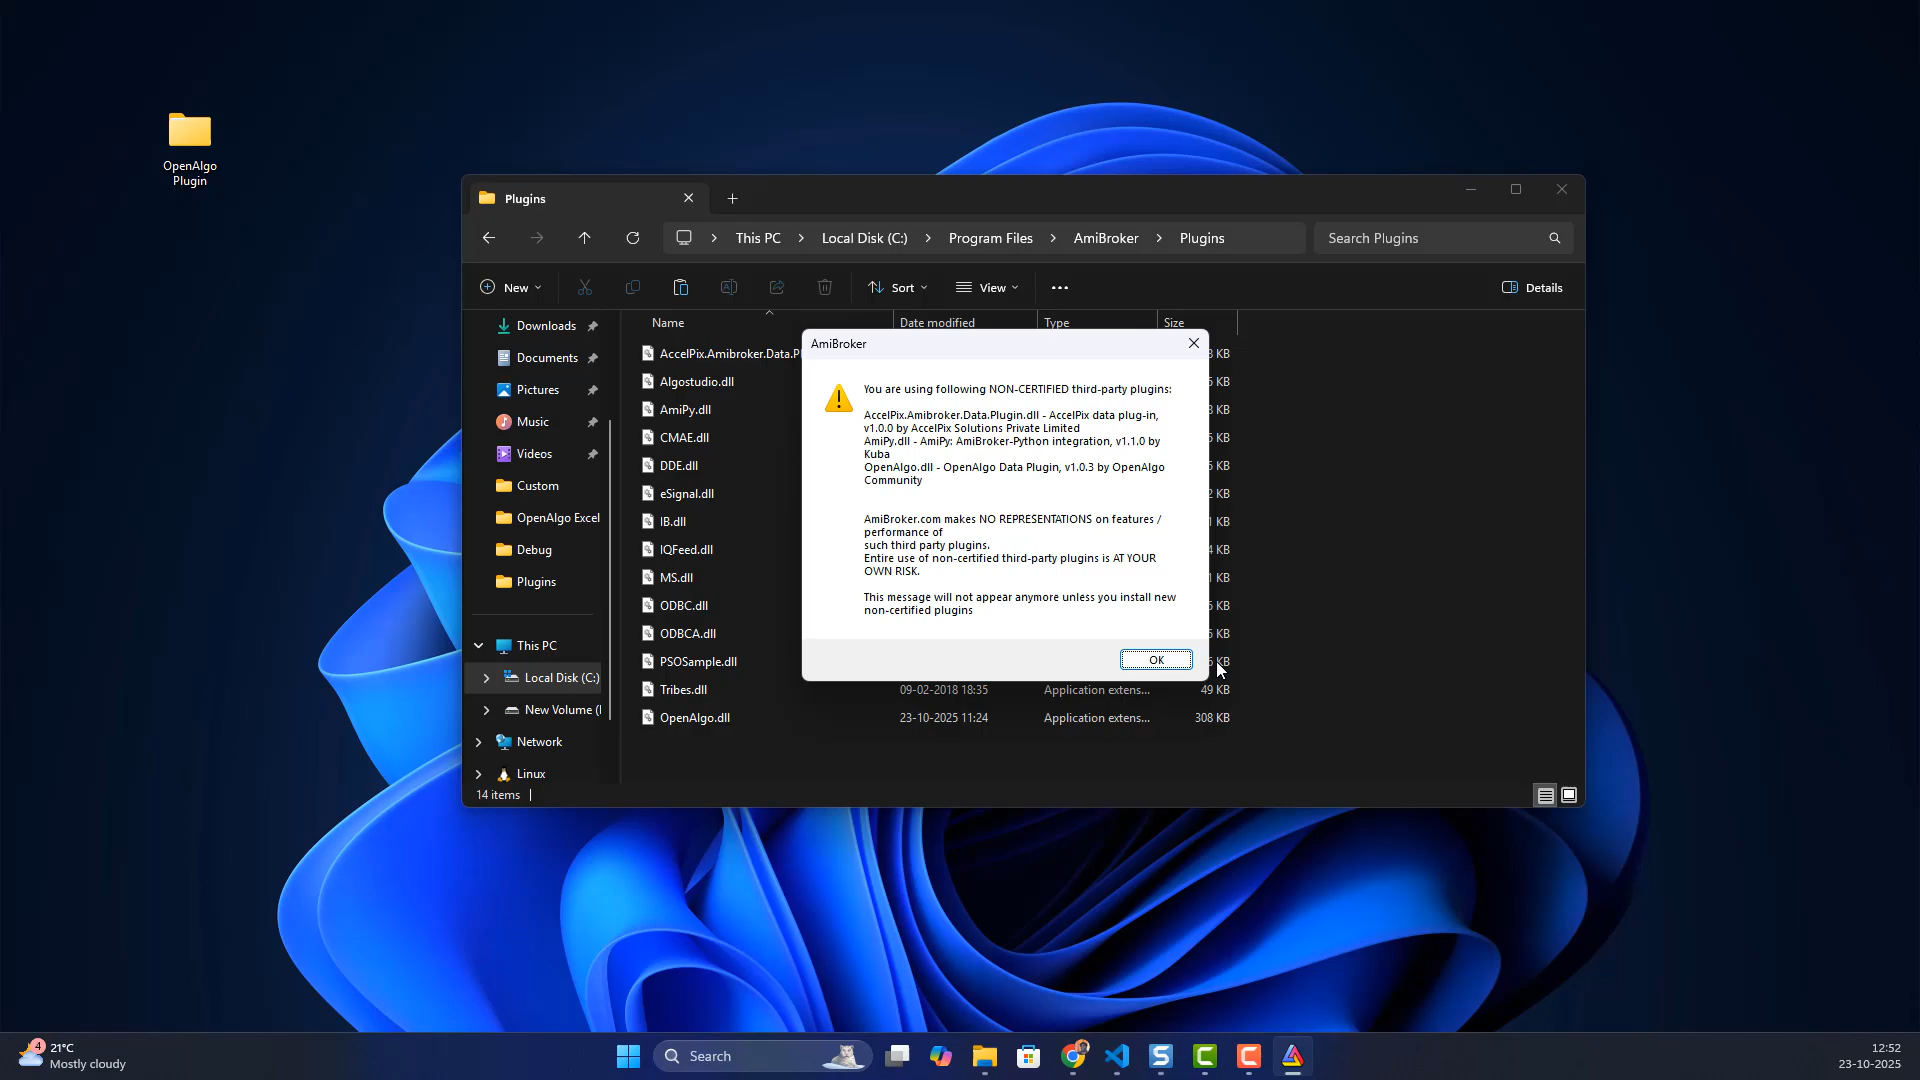 OpenAlgo
Plugin
Plugins
This PC
Local Disk (C:)
Program Files
AmiBroker
Plugins
Search Plugins
New
Sort
View
Details
Downloads
Documents
Pictures
Music
Videos
Custom
OpenAlgo Excel
Debug
Plugins
This PC
Local Disk (C:)
New Volume (
Network
Linux
Name Date modified Type Size
AccelPix.Amibroker.Data.Pl
Algostudio.dll
AmiPy.dll
CMAE.dll
DDE.dll
eSignal.dll
IB.dll
IQFeed.dll
MS.dll
ODBC.dll
ODBCA.dll
PSOSample.dll
Tribes.dll 09-02-2018 18:35 Application extens... 49 KB
OpenAlgo.dll 23-10-2025 11:24 Application extens... 308 KB
14 items
AmiBroker
You are using following NON-CERTIFIED third-party plugins:
AccelPix.Amibroker.Data.Plugin.dll - AccelPix data plug-in,
v1.0.0 by AccelPix Solutions Private Limited
AmiPy.dll - AmiPy: AmiBroker-Python integration, v1.1.0 by
Kuba
OpenAlgo.dll - OpenAlgo Data Plugin, v1.0.3 by OpenAlgo
Community
AmiBroker.com makes NO REPRESENTATIONS on features /
performance of
such third party plugins.
Entire use of non-certified third-party plugins is AT YOUR
OWN RISK.
This message will not appear anymore unless you install new
non-certified plugins
OK
4
21°C
Mostly cloudy
Search
12:52
23-10-2025